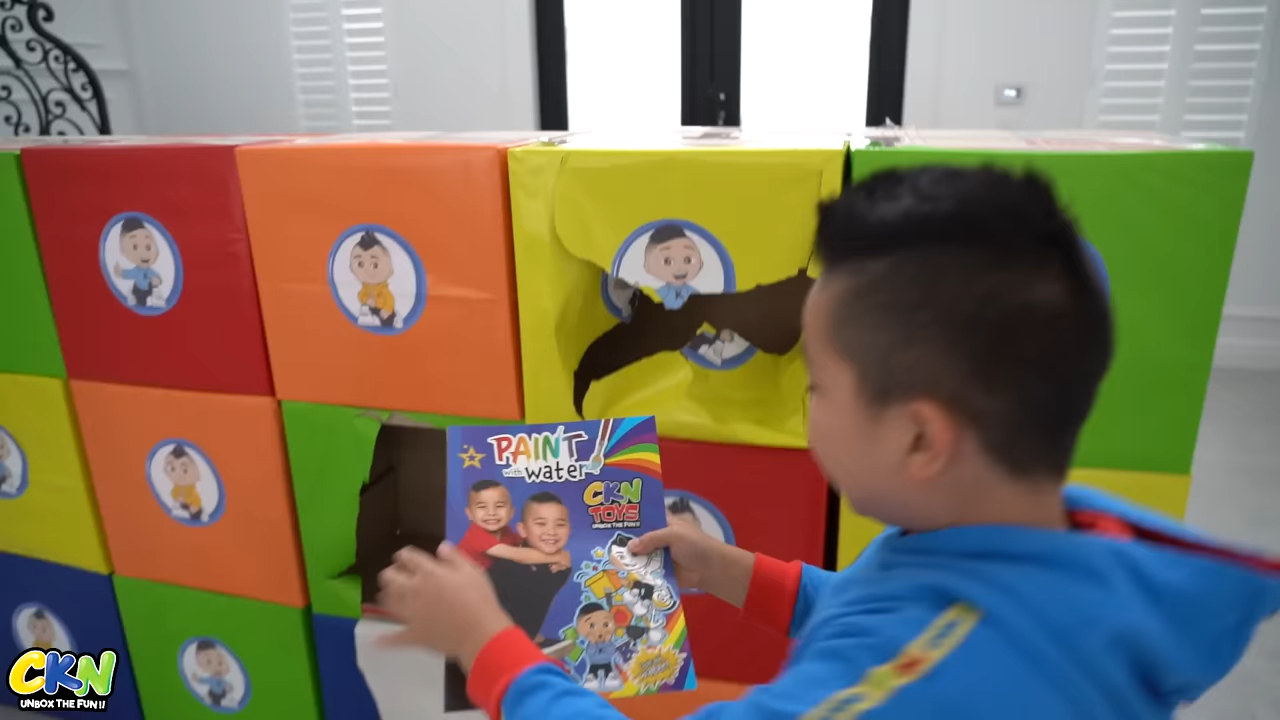 PAINT
with
water
CKN
TOYS
UNBOX THE FUN!!
CKN
UNBOX THE FUN!!